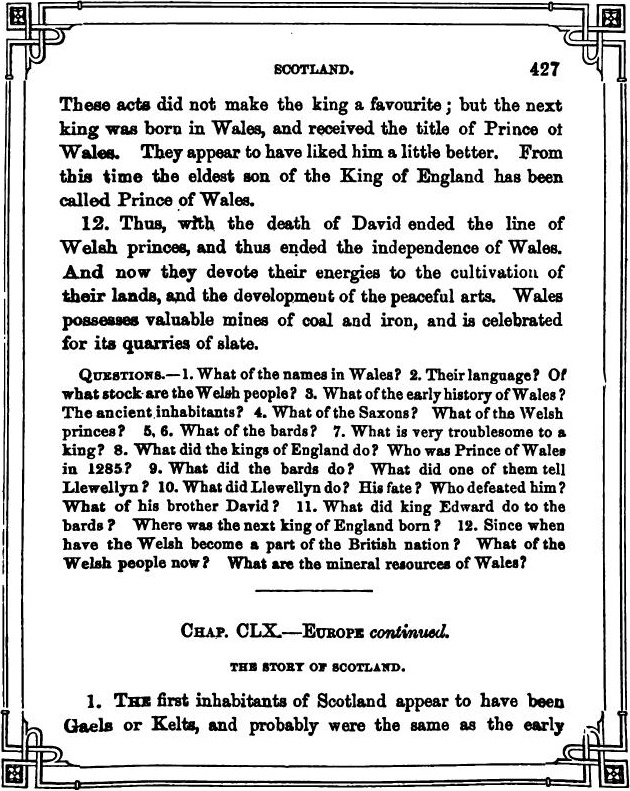 SCOTLAND. 427
These acts did not make the king a favourite; but the next
king was born in Wales, and received the title of Prince of
Wales. They appear to have liked him a little better. From
this time the eldest son of the King of England has been
called Prince of Wales.
12. Thus, with the death of David ended the line of
Welsh princes, and thus ended the independence of Wales.
And now they devote their energies to the cultivation of
their lands, and the development of the peaceful arts. Wales
possesses valuable mines of coal and iron, and is celebrated
for its quarries of slate.
QUESTIONS.—1. What of the names in Wales? 2. Their language? Of
what stock are the Welsh people? 3. What of the early history of Wales?
The ancient inhabitants? 4. What of the Saxons? What of the Welsh
princes? 5, 6. What of the bards? 7. What is very troublesome to a
king? 8. What did the kings of England do? Who was Prince of Wales
in 1285? 9. What did the bards do? What did one of them tell
Llewellyn? 10. What did Llewellyn do? His fate? Who defeated him?
What of his brother David? 11. What did king Edward do to the
bards? Where was the next king of England born? 12. Since when
have the Welsh become a part of the British nation? What of the
Welsh people now? What are the mineral resources of Wales?
CHAP. CLX.—EUROPE continued.
THE STORY OF SCOTLAND.
1. THE first inhabitants of Scotland appear to have been
Gaels or Kelts, and probably were the same as the early